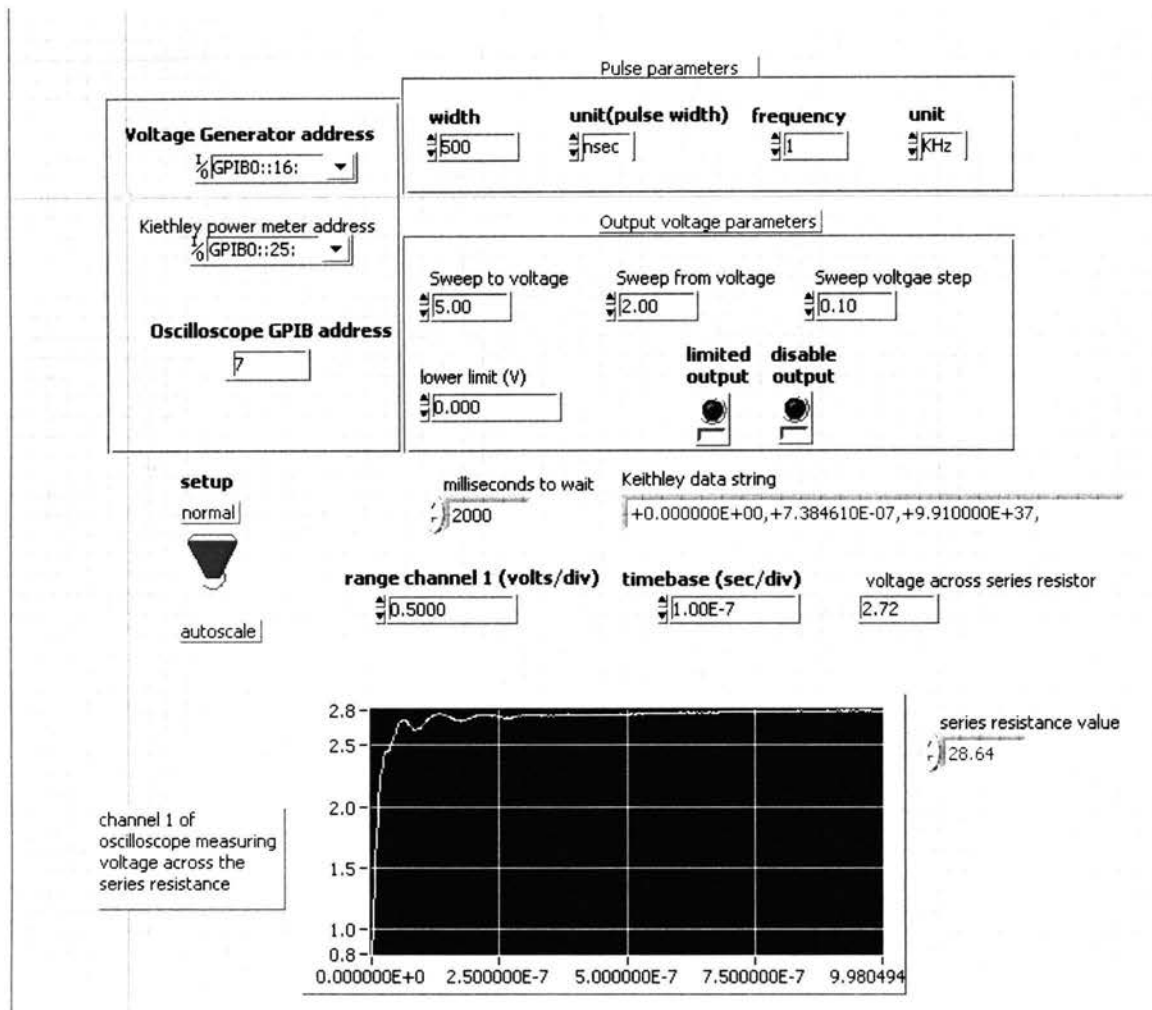 Pulse parameters
Voltage Generator address
GPIB0::16:
width
unit(pulse width)
frequency
unit
500
nsec
1
KHz
Kiethley power meter address
GPIB0::25:
Oscilloscope GPIB address
7
Output voltage parameters
Sweep to voltage
Sweep from voltage
Sweep voltgae step
5.00
2.00
0.10
lower limit (V)
0.000
limited
output
disable
output
setup
normal
autoscale
milliseconds to wait
2000
Keithley data string
+0.000000E+00,+7.384610E-07,+9.910000E+37,
range channel 1 (volts/div)
0.5000
timebase (sec/div)
1.00E-7
voltage across series resistor
2.72
channel 1 of
oscilloscope measuring
voltage across the
series resistance
2.8
2.5
2.0
1.5
1.0
0.8
0.000000E+0
2.500000E-7
5.000000E-7
7.500000E-7
9.980494
series resistance value
28.64